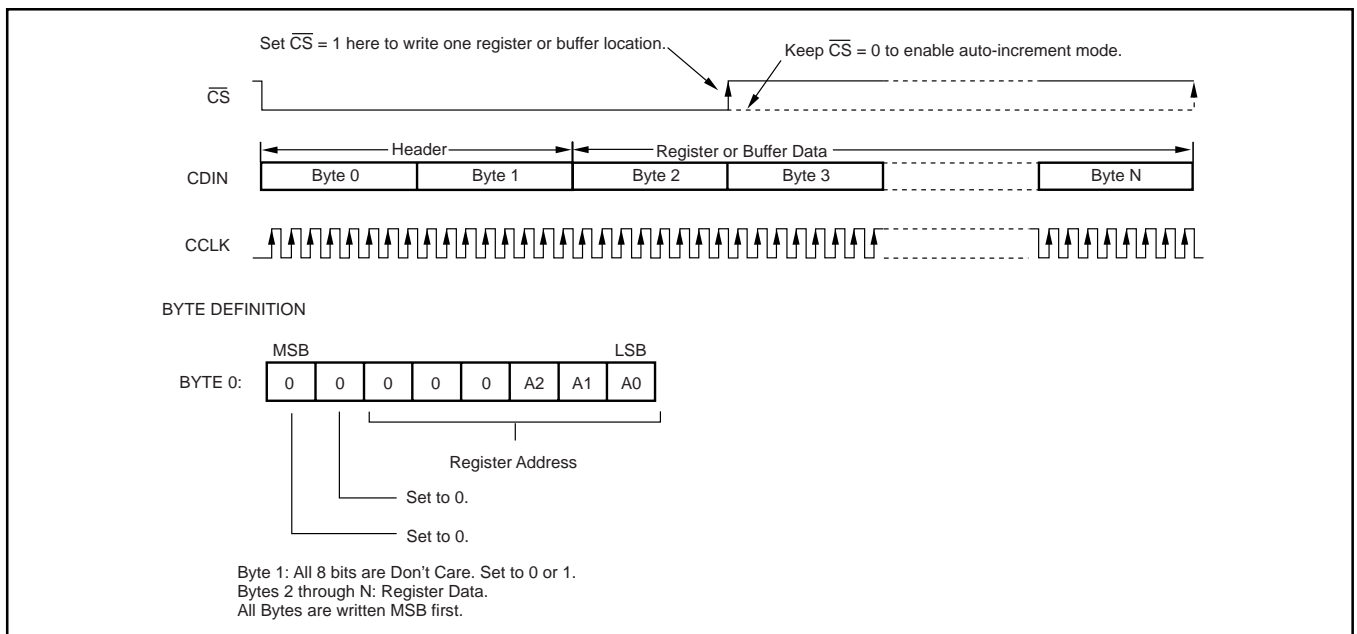 Set CS = 1 here to write one register or buffer location.
Keep CS = 0 to enable auto-increment mode.
CS
Header
Register or Buffer Data
CDIN
Byte 0
Byte 1
Byte 2
Byte 3
Byte N
CCLK
BYTE DEFINITION
MSB
LSB
BYTE 0:
0
0
0
0
0
A2
A1
A0
Register Address
Set to 0.
Set to 0.
Byte 1: All 8 bits are Don't Care. Set to 0 or 1.
Bytes 2 through N: Register Data.
All Bytes are written MSB first.